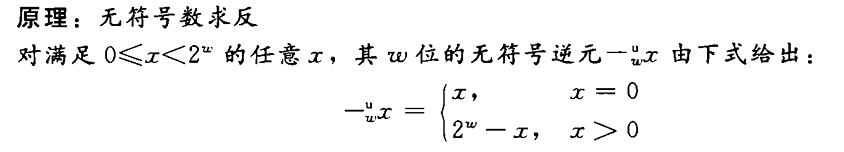 原理：无符号数求反
对满足 0≤x<2^w 的任意 x，其 w 位的无符号逆元 -^u_w x 由下式给出：
-^u_w x = { x, x = 0
2^w - x, x > 0